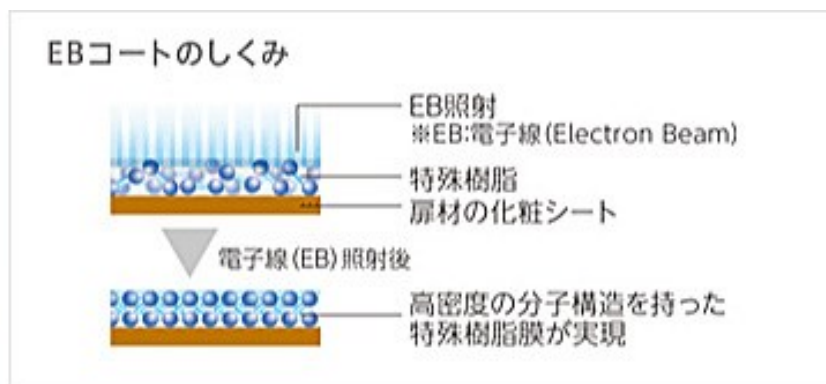 EBコートのしくみ
EB照射
※EB:電子線(Electron Beam)
特殊樹脂
扉材の化粧シート
電子線(EB)照射後
高密度の分子構造を持った
特殊樹脂膜が実現